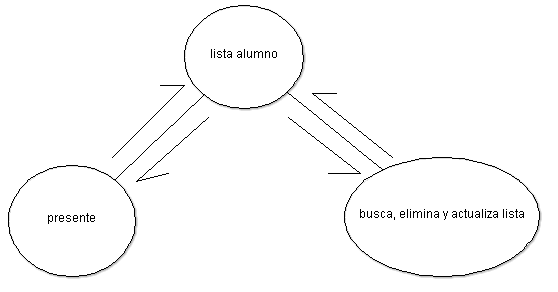 lista alumno
presente
busca, elimina y actualiza lista